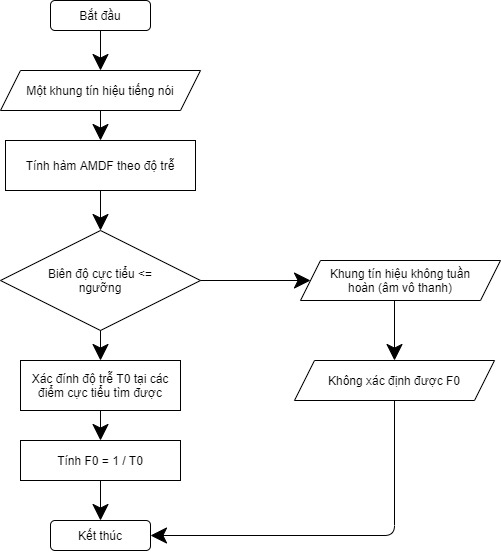 Bắt đầu
Một khung tín hiệu tiếng nói
Tính hàm AMDF theo độ trễ
Biên độ cực tiểu <=
ngưỡng
Khung tín hiệu không tuần
hoàn (âm vô thanh)
Xác đính độ trễ T0 tại các
điểm cực tiểu tìm được
Không xác định được F0
Tính F0 = 1 / T0
Kết thúc